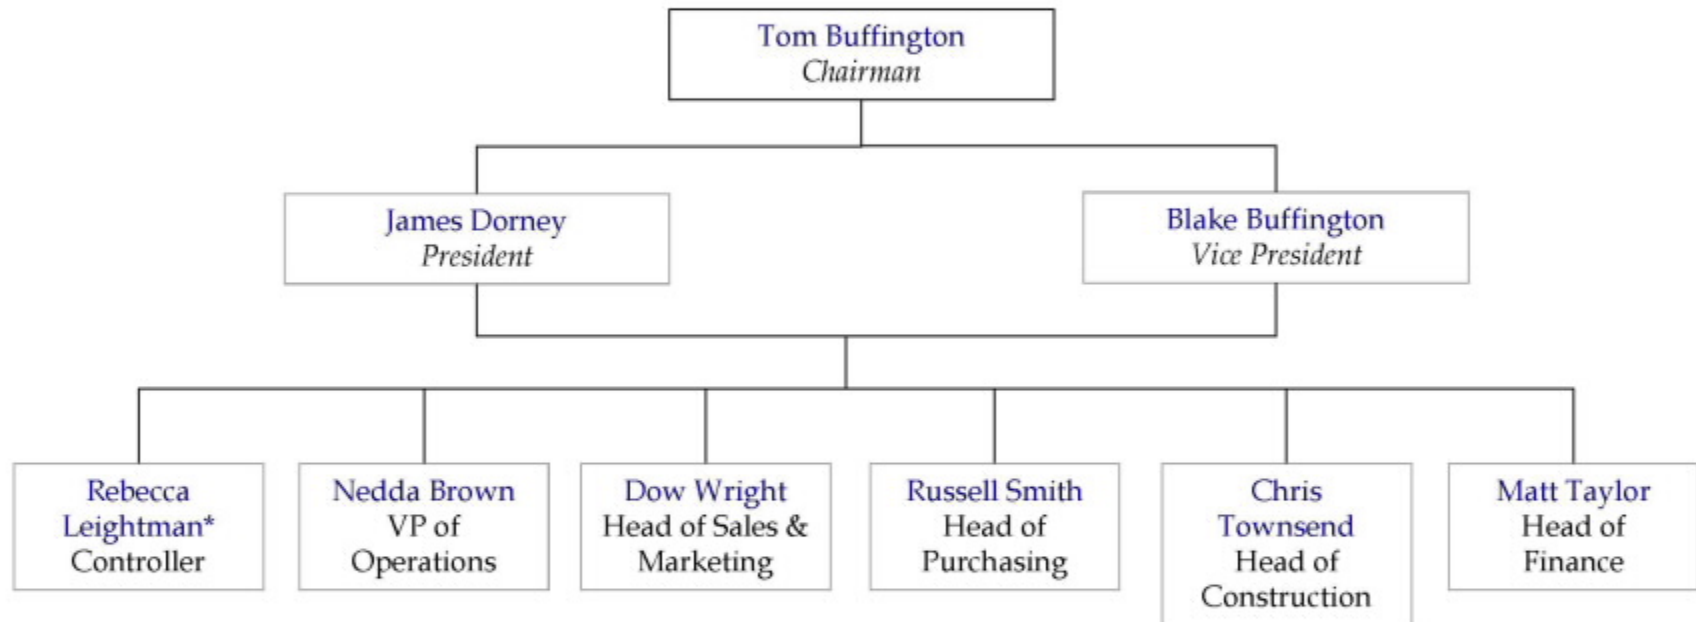 Tom Buffington
Chairman
James Dorney
President
Blake Buffington
Vice President
Rebecca
Leightman*
Controller
Nedda Brown
VP of
Operations
Dow Wright
Head of Sales &
Marketing
Russell Smith
Head of
Purchasing
Chris
Townsend
Head of
Construction
Matt Taylor
Head of
Finance